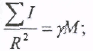 ∑I / R² = γM;